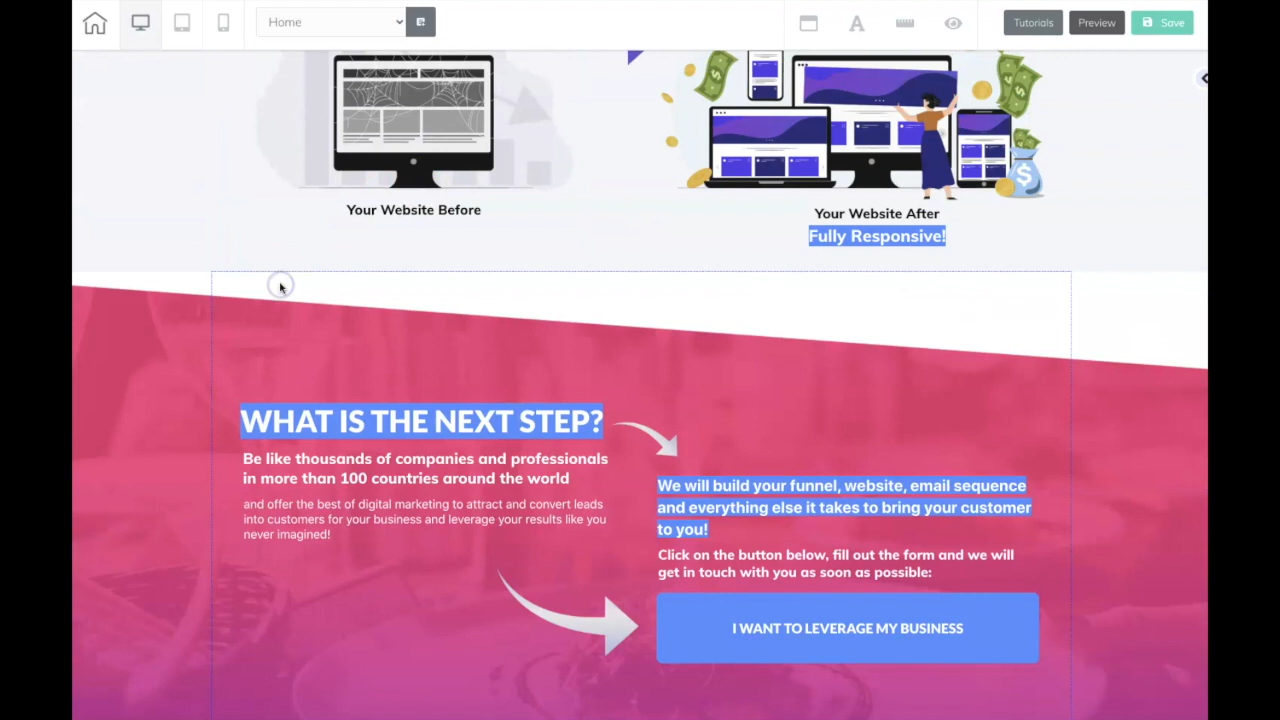 Home
Tutorials
Preview
Save
Your Website Before
Your Website After
Fully Responsive!
WHAT IS THE NEXT STEP?
Be like thousands of companies and professionals
in more than 100 countries around the world
and offer the best of digital marketing to attract and convert leads
into customers for your business and leverage your results like you
never imagined!
We will build your funnel, website, email sequence
and everything else it takes to bring your customer
to you!
Click on the button below, fill out the form and we will
get in touch with you as soon as possible:
I WANT TO LEVERAGE MY BUSINESS